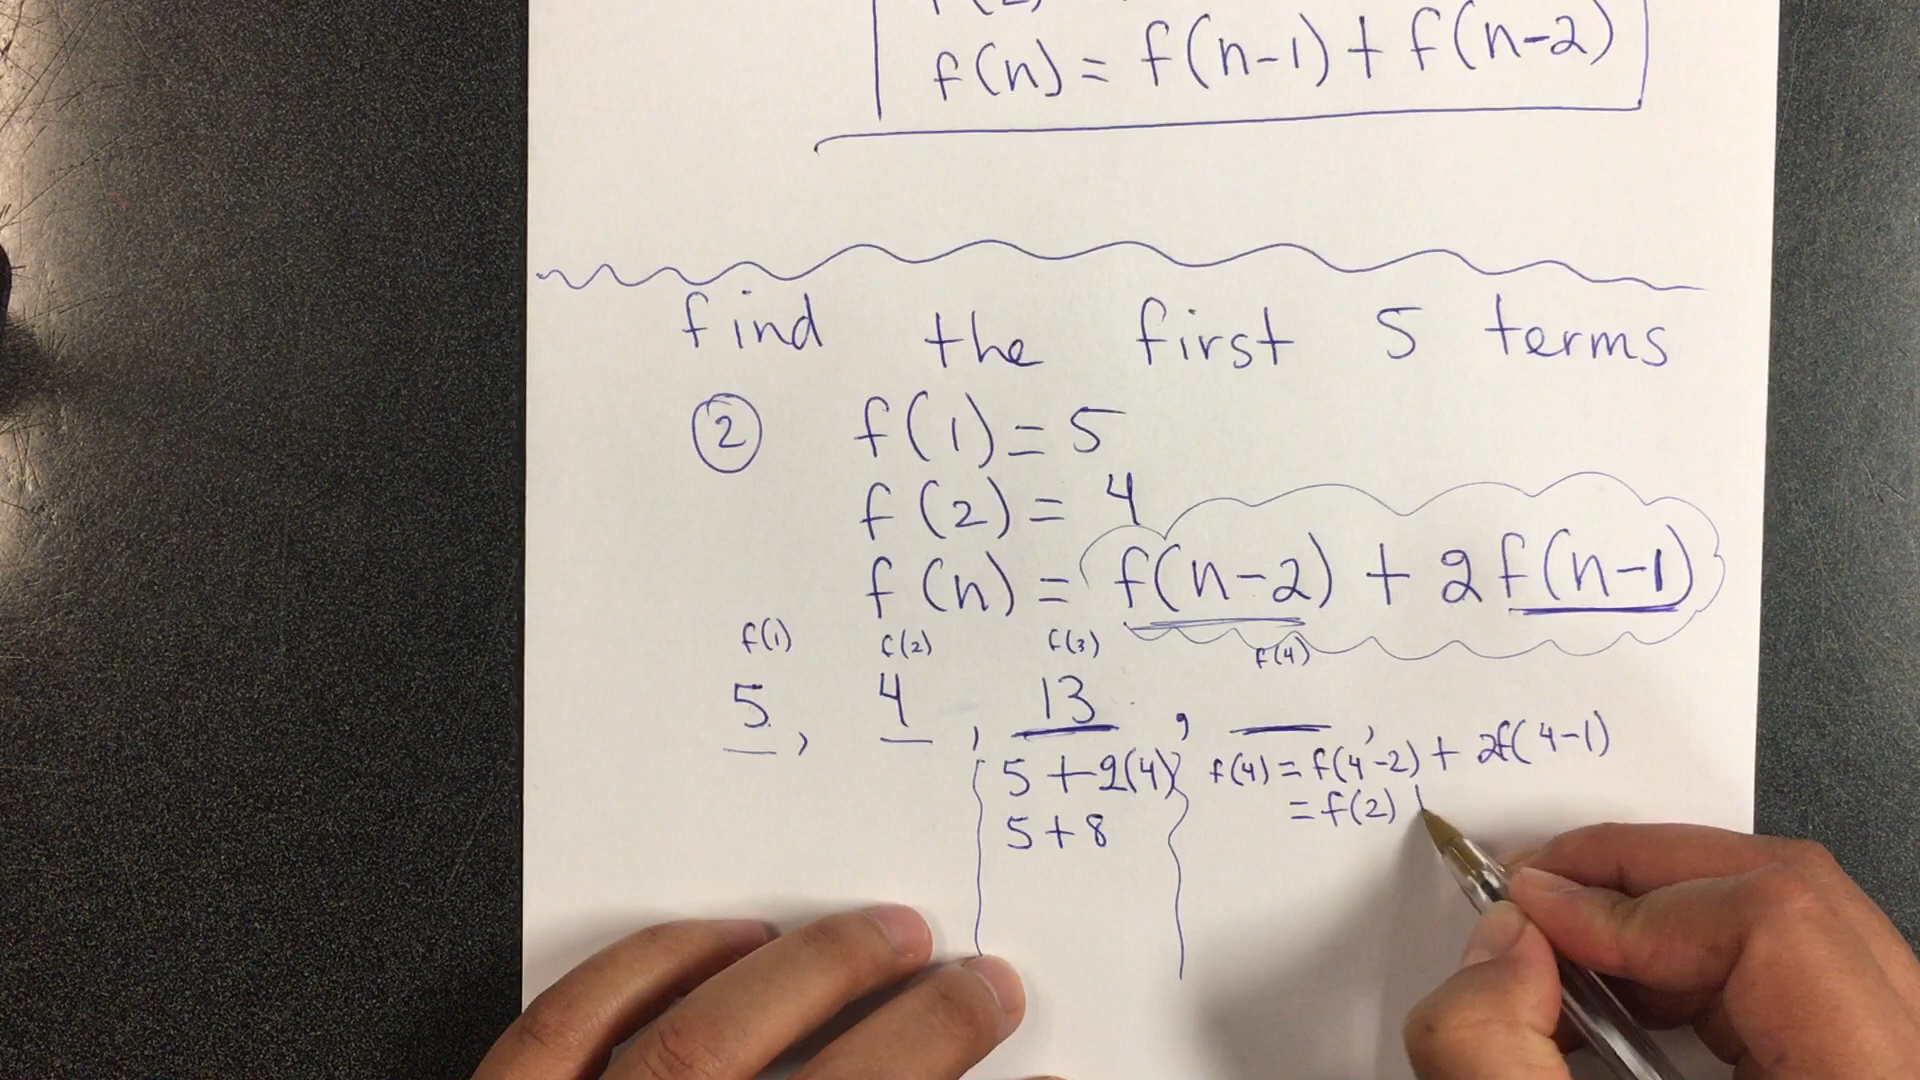 f(n) = f(n-1) + f(n-2)
find the first 5 terms
② f(1) = 5
f(2) = 4
f(n) = f(n-2) + 2f(n-1)
f(1) f(2) f(3) f(4)
5, 4, 13, __,
5 + 2(4) f(4) = f(4-2) + 2f(4-1)
5 + 8 = f(2)